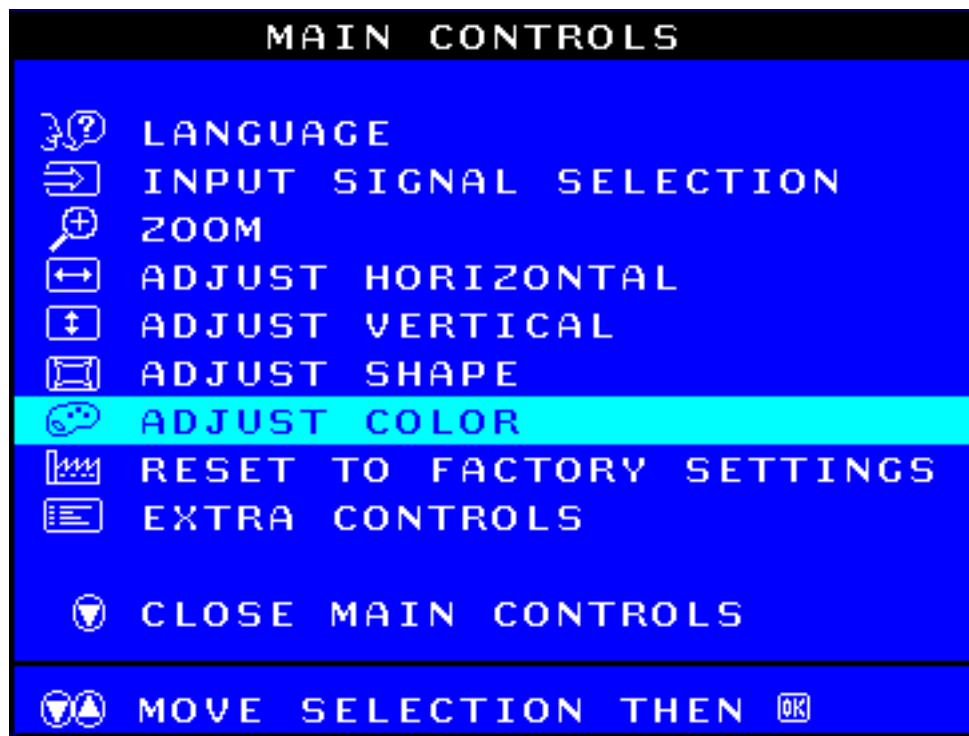 MAIN CONTROLS
LANGUAGE
INPUT SIGNAL SELECTION
ZOOM
ADJUST HORIZONTAL
ADJUST VERTICAL
ADJUST SHAPE
ADJUST COLOR
RESET TO FACTORY SETTINGS
EXTRA CONTROLS
CLOSE MAIN CONTROLS
MOVE SELECTION THEN OK